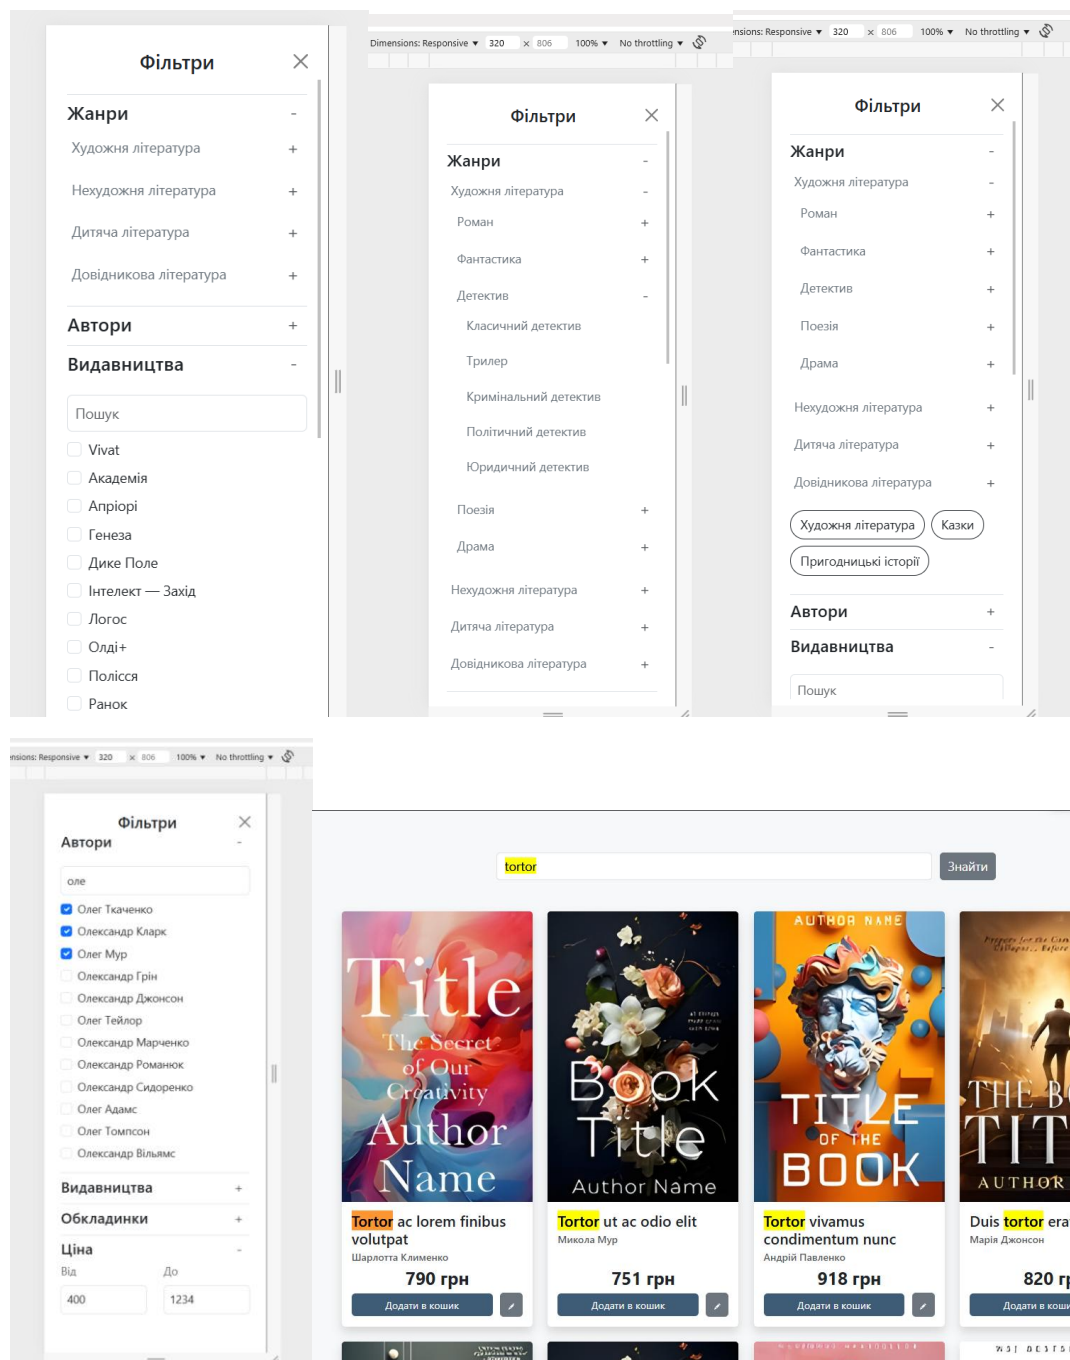 Фільтри
Жанри -
Художня література +
Нехудожня література +
Дитяча література +
Довідникова література +
Автори +
Видавництва -
Пошук
Vivat
Академія
Апріорі
Генеза
Дике Поле
Інтелект — Захід
Логос
Олді+
Полісся
Ранок
Dimensions: Responsive ▼ 320 × 806 100% ▼ No throttling ▼
Фільтри
Жанри -
Художня література -
Роман +
Фантастика +
Детектив -
Класичний детектив
Трилер
Кримінальний детектив
Політичний детектив
Юридичний детектив
Поезія +
Драма +
Нехудожня література +
Дитяча література +
Довідникова література +
nsions: Responsive ▼ 320 × 806 100% ▼ No throttling ▼
Фільтри
Жанри -
Художня література -
Роман +
Фантастика +
Детектив +
Поезія +
Драма +
Нехудожня література +
Дитяча література +
Довідникова література +
Художня література Казки
Пригодницькі історії
Автори +
Видавництва -
Пошук
nsions: Responsive ▼ 320 × 806 100% ▼ No throttling ▼
Фільтри
Автори -
оле
Олег Ткаченко
Олександр Кларк
Олег Мур
Олександр Грін
Олександр Джонсон
Олег Тейлор
Олександр Марченко
Олександр Романюк
Олександр Сидоренко
Олег Адамс
Олег Томпсон
Олександр Вільямс
Видавництва +
Обкладинки +
Ціна -
Від До
400 1234
tortor Знайти
Title
The Secret
of Our
Creativity
Author
Name
Tortor ac lorem finibus
volutpat
Шарлотта Клименко
790 грн
Додати в кошик
Book
Title
Author Name
Tortor ut ac odio elit
Микола Мур
751 грн
Додати в кошик
AUTHOR NAME
TITLE
OF THE
BOOK
Tortor vivamus
condimentum nunc
Андрій Павленко
918 грн
Додати в кошик
THE BO
TIT
AUTHOR
Duis tortor era
Марія Джонсон
820 гр
Додати в коши